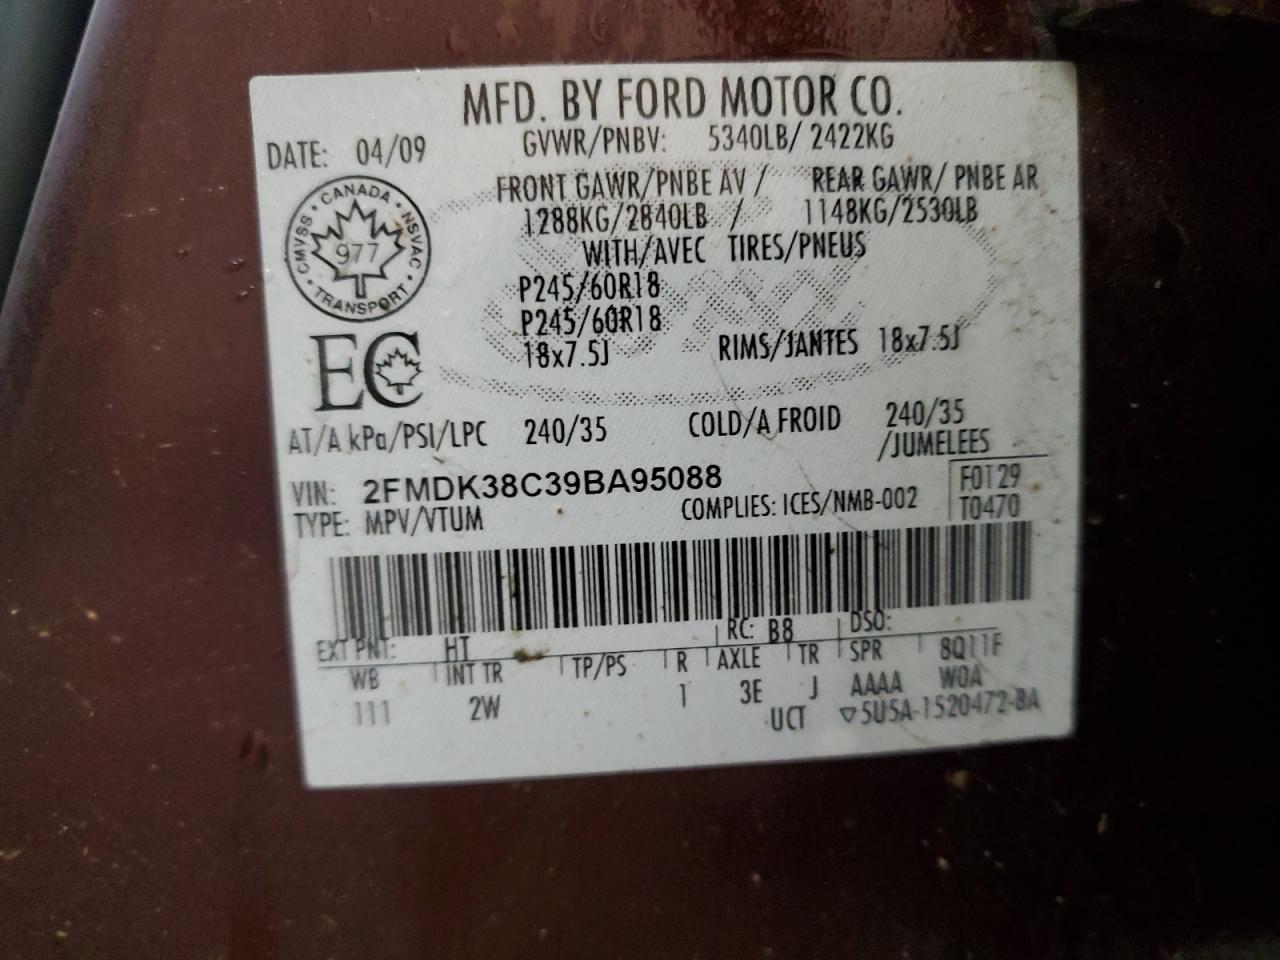 MFD. BY FORD MOTOR CO.
DATE: 04/09
GVWR/PNBV: 5340LB/ 2422KG
FRONT GAWR/PNBE AV / REAR GAWR/ PNBE AR
1288KG/2840LB / 1148KG/2530LB
WITH/AVEC TIRES/PNEUS
CANADA · NSVAC · TRANSPORT · CMVSS ·
977
P245/60R18
P245/60R18
18x7.5J RIMS/JANTES 18x7.5J
EC
AT/A kPa/PSI/LPC 240/35 COLD/A FROID 240/35
/JUMELEES
VIN: 2FMDK38C39BA95088 F0129
TYPE: MPV/VTUM COMPLIES: ICES/NMB-002 T0470
RC: B8 DSO:
EXT PNT: HT 8Q11F
WB INT TR TP/PS R AXLE TR SPR W0A
111 2W 1 3E J AAAA
UCT ▽5U5A-1520472-BA